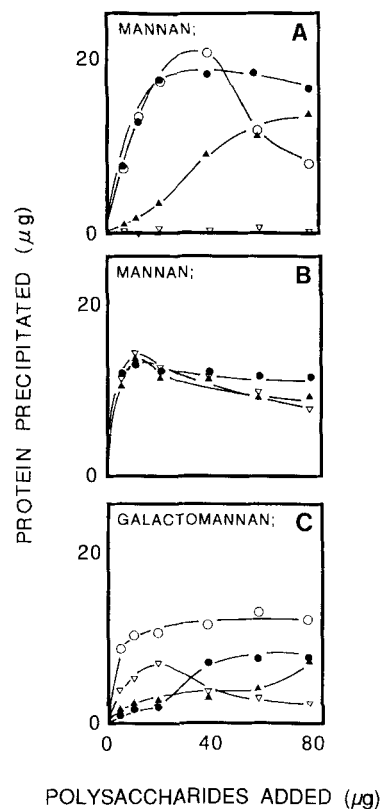 MANNAN; A
20
0
MANNAN; B
20
0
GALACTOMANNAN; C
20
0
0 40 80
PROTEIN PRECIPITATED (µg)
POLYSACCHARIDES ADDED (µg)